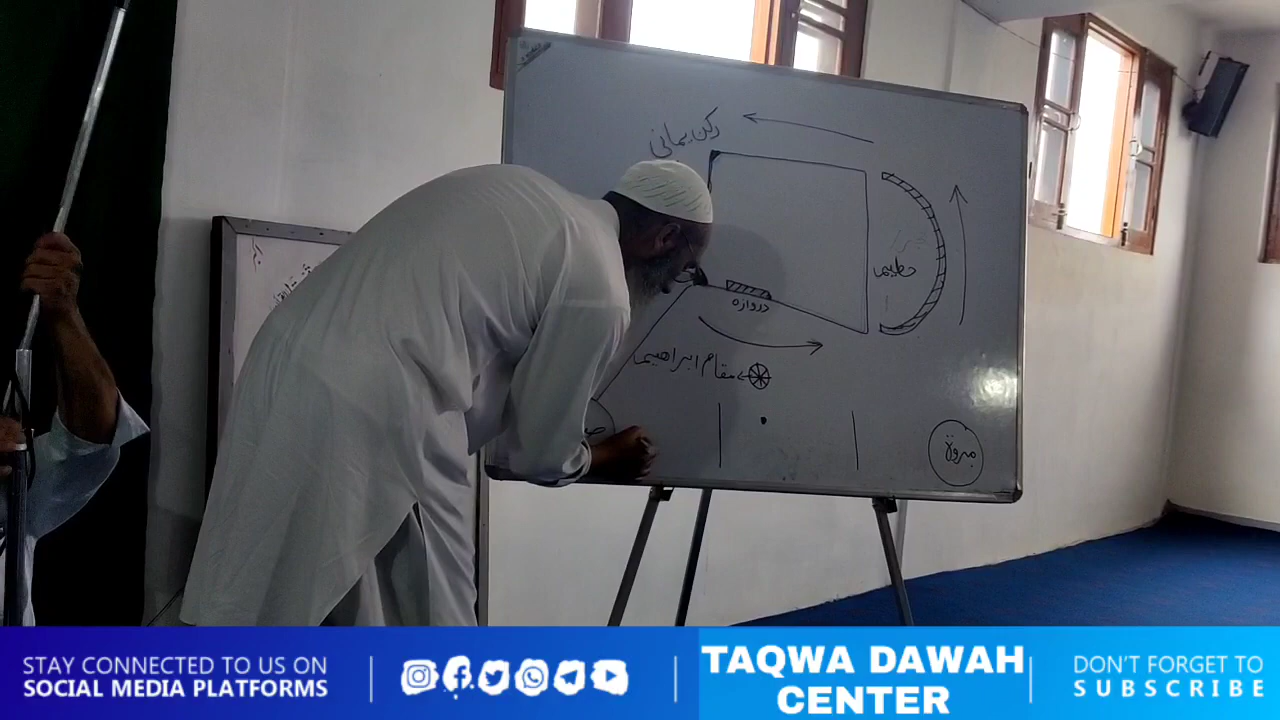 رکن یمانی
حطیم
دروازہ
مقام ابراھیم
مروۃ
STAY CONNECTED TO US ON
SOCIAL MEDIA PLATFORMS
TAQWA DAWAH
CENTER
DON'T FORGET TO
SUBSCRIBE